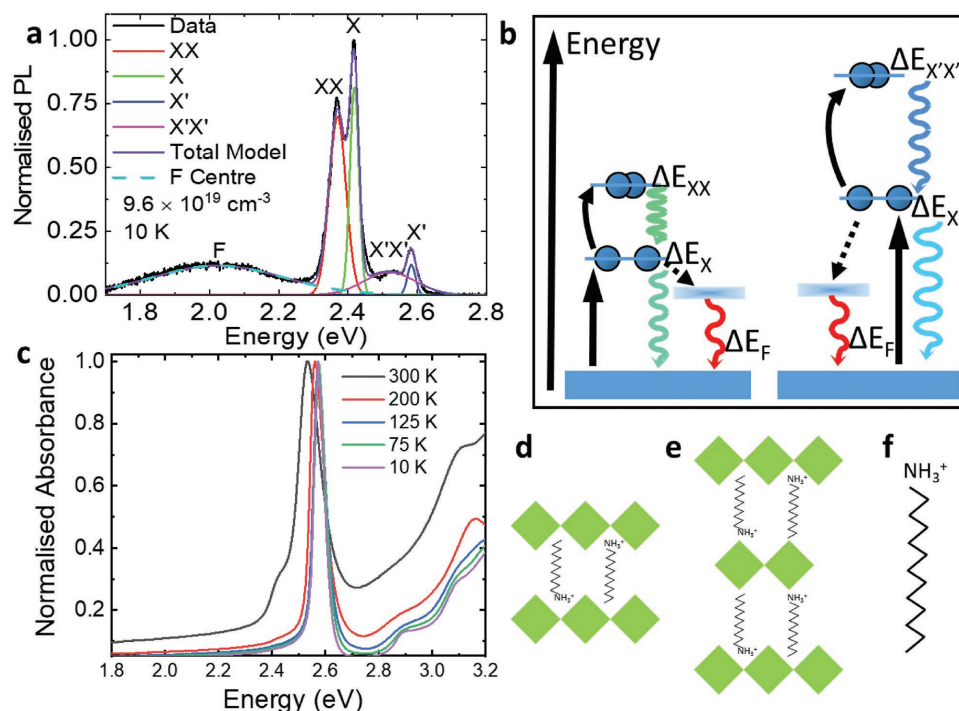 a
Normalised PL
1.00
0.75
0.50
0.25
0.00
Data
XX
X
X'
X'X'
Total Model
F Centre
9.6 × 10¹⁹ cm⁻³
10 K
F
XX
X
X'X'
X'
1.8 2.0 2.2 2.4 2.6 2.8
Energy (eV)
b
Energy
ΔE_XX
ΔE_X
ΔE_F
ΔE_X'X'
ΔE_X
ΔE_F
c
Normalised Absorbance
1.0
0.8
0.6
0.4
0.2
300 K
200 K
125 K
75 K
10 K
1.8 2.0 2.2 2.4 2.6 2.8 3.0 3.2
Energy (eV)
d
NH₃⁺
NH₃⁺
e
NH₃⁺
NH₃⁺
NH₃⁺
NH₃⁺
f
NH₃⁺